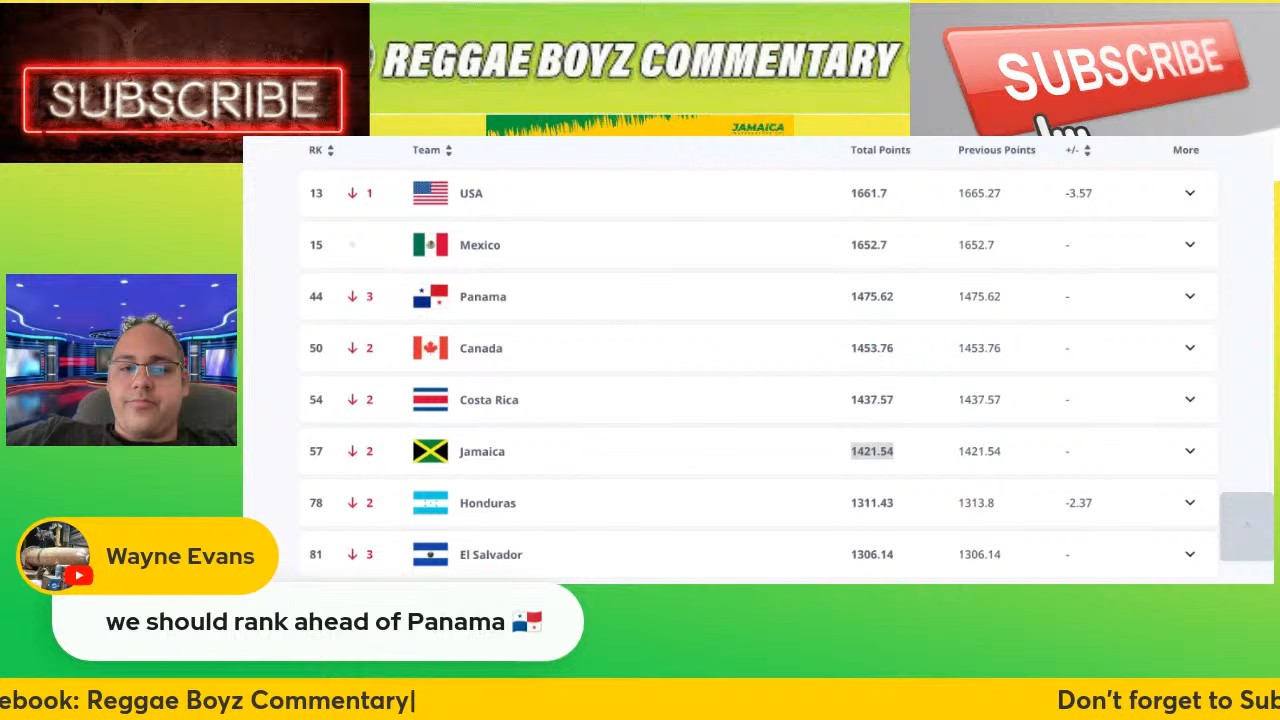 SUBSCRIBE
REGGAE BOYZ COMMENTARY
SUBSCRIBE
JAMAICA
RK Team Total Points Previous Points +/- More
13 1 USA 1661.7 1665.27 -3.57
15 Mexico 1652.7 1652.7 -
44 3 Panama 1475.62 1475.62 -
50 2 Canada 1453.76 1453.76 -
54 2 Costa Rica 1437.57 1437.57 -
57 2 Jamaica 1421.54 1421.54 -
78 2 Honduras 1311.43 1313.8 -2.37
81 3 El Salvador 1306.14 1306.14 -
Wayne Evans
we should rank ahead of Panama 🇵🇦
ebook: Reggae Boyz Commentary|
Don't forget to Sub